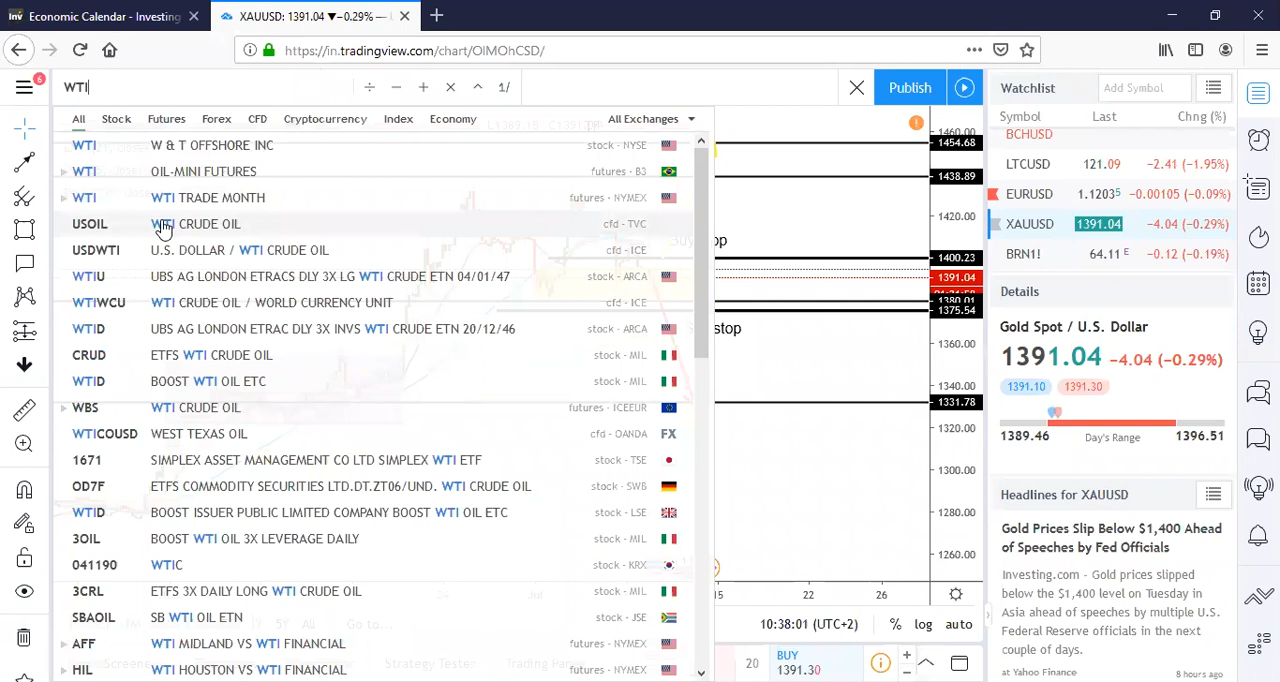 Economic Calendar - Investing
XAUUSD: 1391.04 ▼ −0.29% —
https://in.tradingview.com/chart/OIMOhCSD/
6
WTI
1/
Publish
All Stock Futures Forex CFD Cryptocurrency Index Economy All Exchanges
WTI W & T OFFSHORE INC stock - NYSE
WTI OIL-MINI FUTURES futures - B3
WTI WTI TRADE MONTH futures - NYMEX
USOIL WTI CRUDE OIL cfd - TVC
USDWTI U.S. DOLLAR / WTI CRUDE OIL cfd - ICE
WTIU UBS AG LONDON ETRACS DLY 3X LG WTI CRUDE ETN 04/01/47 stock - ARCA
WTIWCU WTI CRUDE OIL / WORLD CURRENCY UNIT cfd - ICE
WTID UBS AG LONDON ETRAC DLY 3X INVS WTI CRUDE ETN 20/12/46 stock - ARCA
CRUD ETFS WTI CRUDE OIL stock - MIL
WTID BOOST WTI OIL ETC stock - MIL
WBS WTI CRUDE OIL futures - ICEEUR
WTICOUSD WEST TEXAS OIL cfd - OANDA FX
1671 SIMPLEX ASSET MANAGEMENT CO LTD SIMPLEX WTI ETF stock - TSE
OD7F ETFS COMMODITY SECURITIES LTD.DT.ZT06/UND. WTI CRUDE OIL stock - SWB
WTID BOOST ISSUER PUBLIC LIMITED COMPANY BOOST WTI OIL ETC stock - LSE
3OIL BOOST WTI OIL 3X LEVERAGE DAILY stock - MIL
041190 WTIC stock - KRX
3CRL ETFS 3X DAILY LONG WTI CRUDE OIL stock - MIL
SBAOIL SB WTI OIL ETN stock - JSE
AFF WTI MIDLAND VS WTI FINANCIAL futures - NYMEX
HIL WTI HOUSTON VS WTI FINANCIAL futures - NYMEX
5Y All Go to...
Strategy Tester
stop
stop
1460.00
1454.68
1438.89
1420.00
1400.23
1391.04
1380.01
1375.54
1360.00
1340.00
1331.78
1320.00
1300.00
1280.00
1260.00
15 22 26
Jul
10:38:01 (UTC+2) % log auto
20 BUY
1391.30
Watchlist Add Symbol
Symbol Last Chng (%)
BCHUSD
LTCUSD 121.09 −2.41 (−1.95%)
EURUSD 1.12035 −0.00105 (−0.09%)
XAUUSD 1391.04 −4.04 (−0.29%)
BRN1! 64.11 E −0.12 (−0.19%)
Details
Gold Spot / U.S. Dollar
1391.04 −4.04 (−0.29%)
1391.10 1391.30
1389.46 Day's Range 1396.51
Headlines for XAUUSD
Gold Prices Slip Below $1,400 Ahead
of Speeches by Fed Officials
Investing.com - Gold prices slipped
below the $1,400 level on Tuesday in
Asia ahead of speeches by multiple U.S.
Federal Reserve officials in the next
couple of days.
at Yahoo Finance 8 hours ago